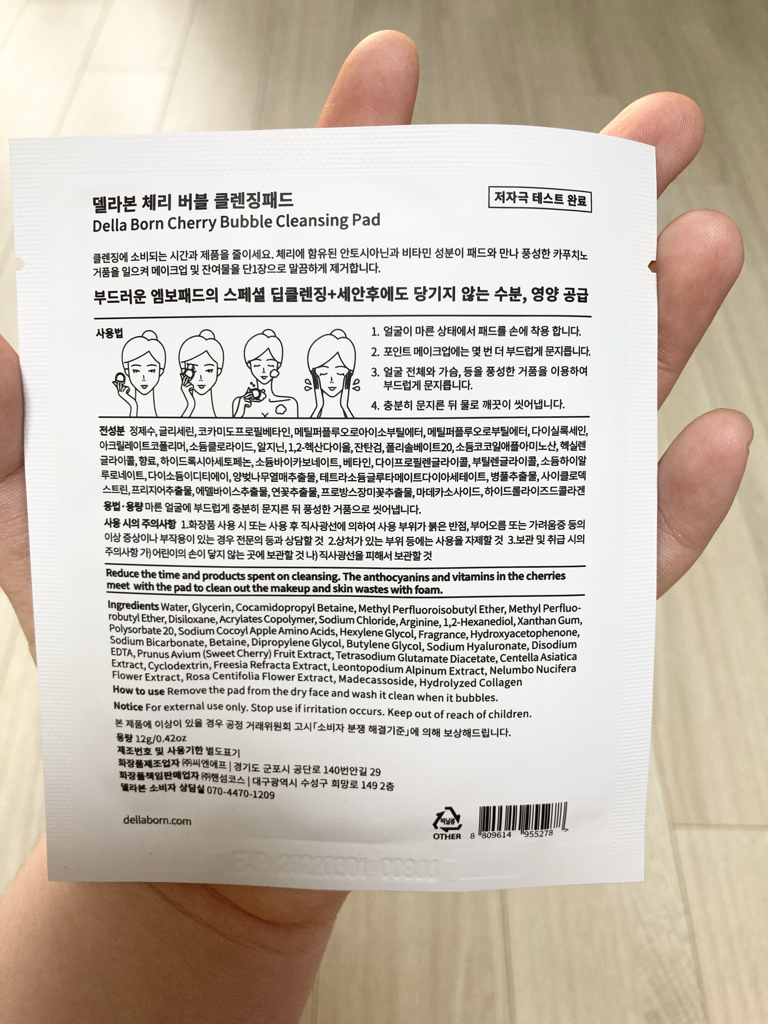 델라본 체리 버블 클렌징패드
저자극 테스트 완료
Della Born Cherry Bubble Cleansing Pad
클렌징에 소비되는 시간과 제품을 줄이세요. 체리에 함유된 안토시아닌과 비타민 성분이 패드와 만나 풍성한 카푸치노
거품을 일으켜 메이크업 및 잔여물을 단1장으로 말끔하게 제거합니다.
부드러운 엠보패드의 스페셜 딥클렌징+세안후에도 당기지 않는 수분, 영양 공급
사용법
1. 얼굴이 마른 상태에서 패드를 손에 착용 합니다.
2. 포인트 메이크업에는 몇 번 더 부드럽게 문지릅니다.
3. 얼굴 전체와 가슴, 등을 풍성한 거품을 이용하여
부드럽게 문지릅니다.
4. 충분히 문지른 뒤 물로 깨끗이 씻어냅니다.
전성분 정제수, 글리세린, 코카미도프로필베타인, 메틸퍼플루오로아이소부틸에터, 메틸퍼플루오로부틸에터, 다이실록세인,
아크릴레이트코폴리머, 소듐클로라이드, 알지닌, 1,2-헥산다이올, 잔탄검, 폴리솔베이트20, 소듐코코일애플아미노산, 헥실렌
글라이콜, 향료, 하이드록시아세토페논, 소듐바이카보네이트, 베타인, 다이프로필렌글라이콜, 부틸렌글라이콜, 소듐하이알
루로네이트, 다이소듐이디티에이, 양벚나무열매추출물, 테트라소듐글루타메이트다이아세테이트, 병풀추출물, 사이클로덱
스트린, 프리지어추출물, 에델바이스추출물, 연꽃추출물, 프로방스장미꽃추출물, 마데카소사이드, 하이드롤라이즈드콜라겐
용법·용량 마른 얼굴에 부드럽게 충분히 문지른 뒤 풍성한 거품으로 씻어냅니다.
사용 시의 주의사항 1.화장품 사용 시 또는 사용 후 직사광선에 의하여 사용 부위가 붉은 반점, 부어오름 또는 가려움증 등의
이상 증상이나 부작용이 있는 경우 전문의 등과 상담할 것 2.상처가 있는 부위 등에는 사용을 자제할 것 3.보관 및 취급 시의
주의사항 가) 어린이의 손이 닿지 않는 곳에 보관할 것 나) 직사광선을 피해서 보관할 것
Reduce the time and products spent on cleansing. The anthocyanins and vitamins in the cherries
meet with the pad to clean out the makeup and skin wastes with foam.
Ingredients Water, Glycerin, Cocamidopropyl Betaine, Methyl Perfluoroisobutyl Ether, Methyl Perfluo-
robutyl Ether, Disiloxane, Acrylates Copolymer, Sodium Chloride, Arginine, 1,2-Hexanediol, Xanthan Gum,
Polysorbate 20, Sodium Cocoyl Apple Amino Acids, Hexylene Glycol, Fragrance, Hydroxyacetophenone,
Sodium Bicarbonate, Betaine, Dipropylene Glycol, Butylene Glycol, Sodium Hyaluronate, Disodium
EDTA, Prunus Avium (Sweet Cherry) Fruit Extract, Tetrasodium Glutamate Diacetate, Centella Asiatica
Extract, Cyclodextrin, Freesia Refracta Extract, Leontopodium Alpinum Extract, Nelumbo Nucifera
Flower Extract, Rosa Centifolia Flower Extract, Madecassoside, Hydrolyzed Collagen
How to use Remove the pad from the dry face and wash it clean when it bubbles.
Notice For external use only. Stop use if irritation occurs. Keep out of reach of children.
본 제품에 이상이 있을 경우 공정 거래위원회 고시「소비자 분쟁 해결기준」에 의해 보상해드립니다.
용량 12g/0.42oz
제조번호 및 사용기한 별도표기
화장품제조업자 ㈜씨엔에프 | 경기도 군포시 공단로 140번안길 29
화장품책임판매업자 ㈜핸섬코스 | 대구광역시 수성구 희망로 149 2층
델라본 소비자 상담실 070-4470-1209
dellaborn.com
비닐류
OTHER
8 809614 955278 >